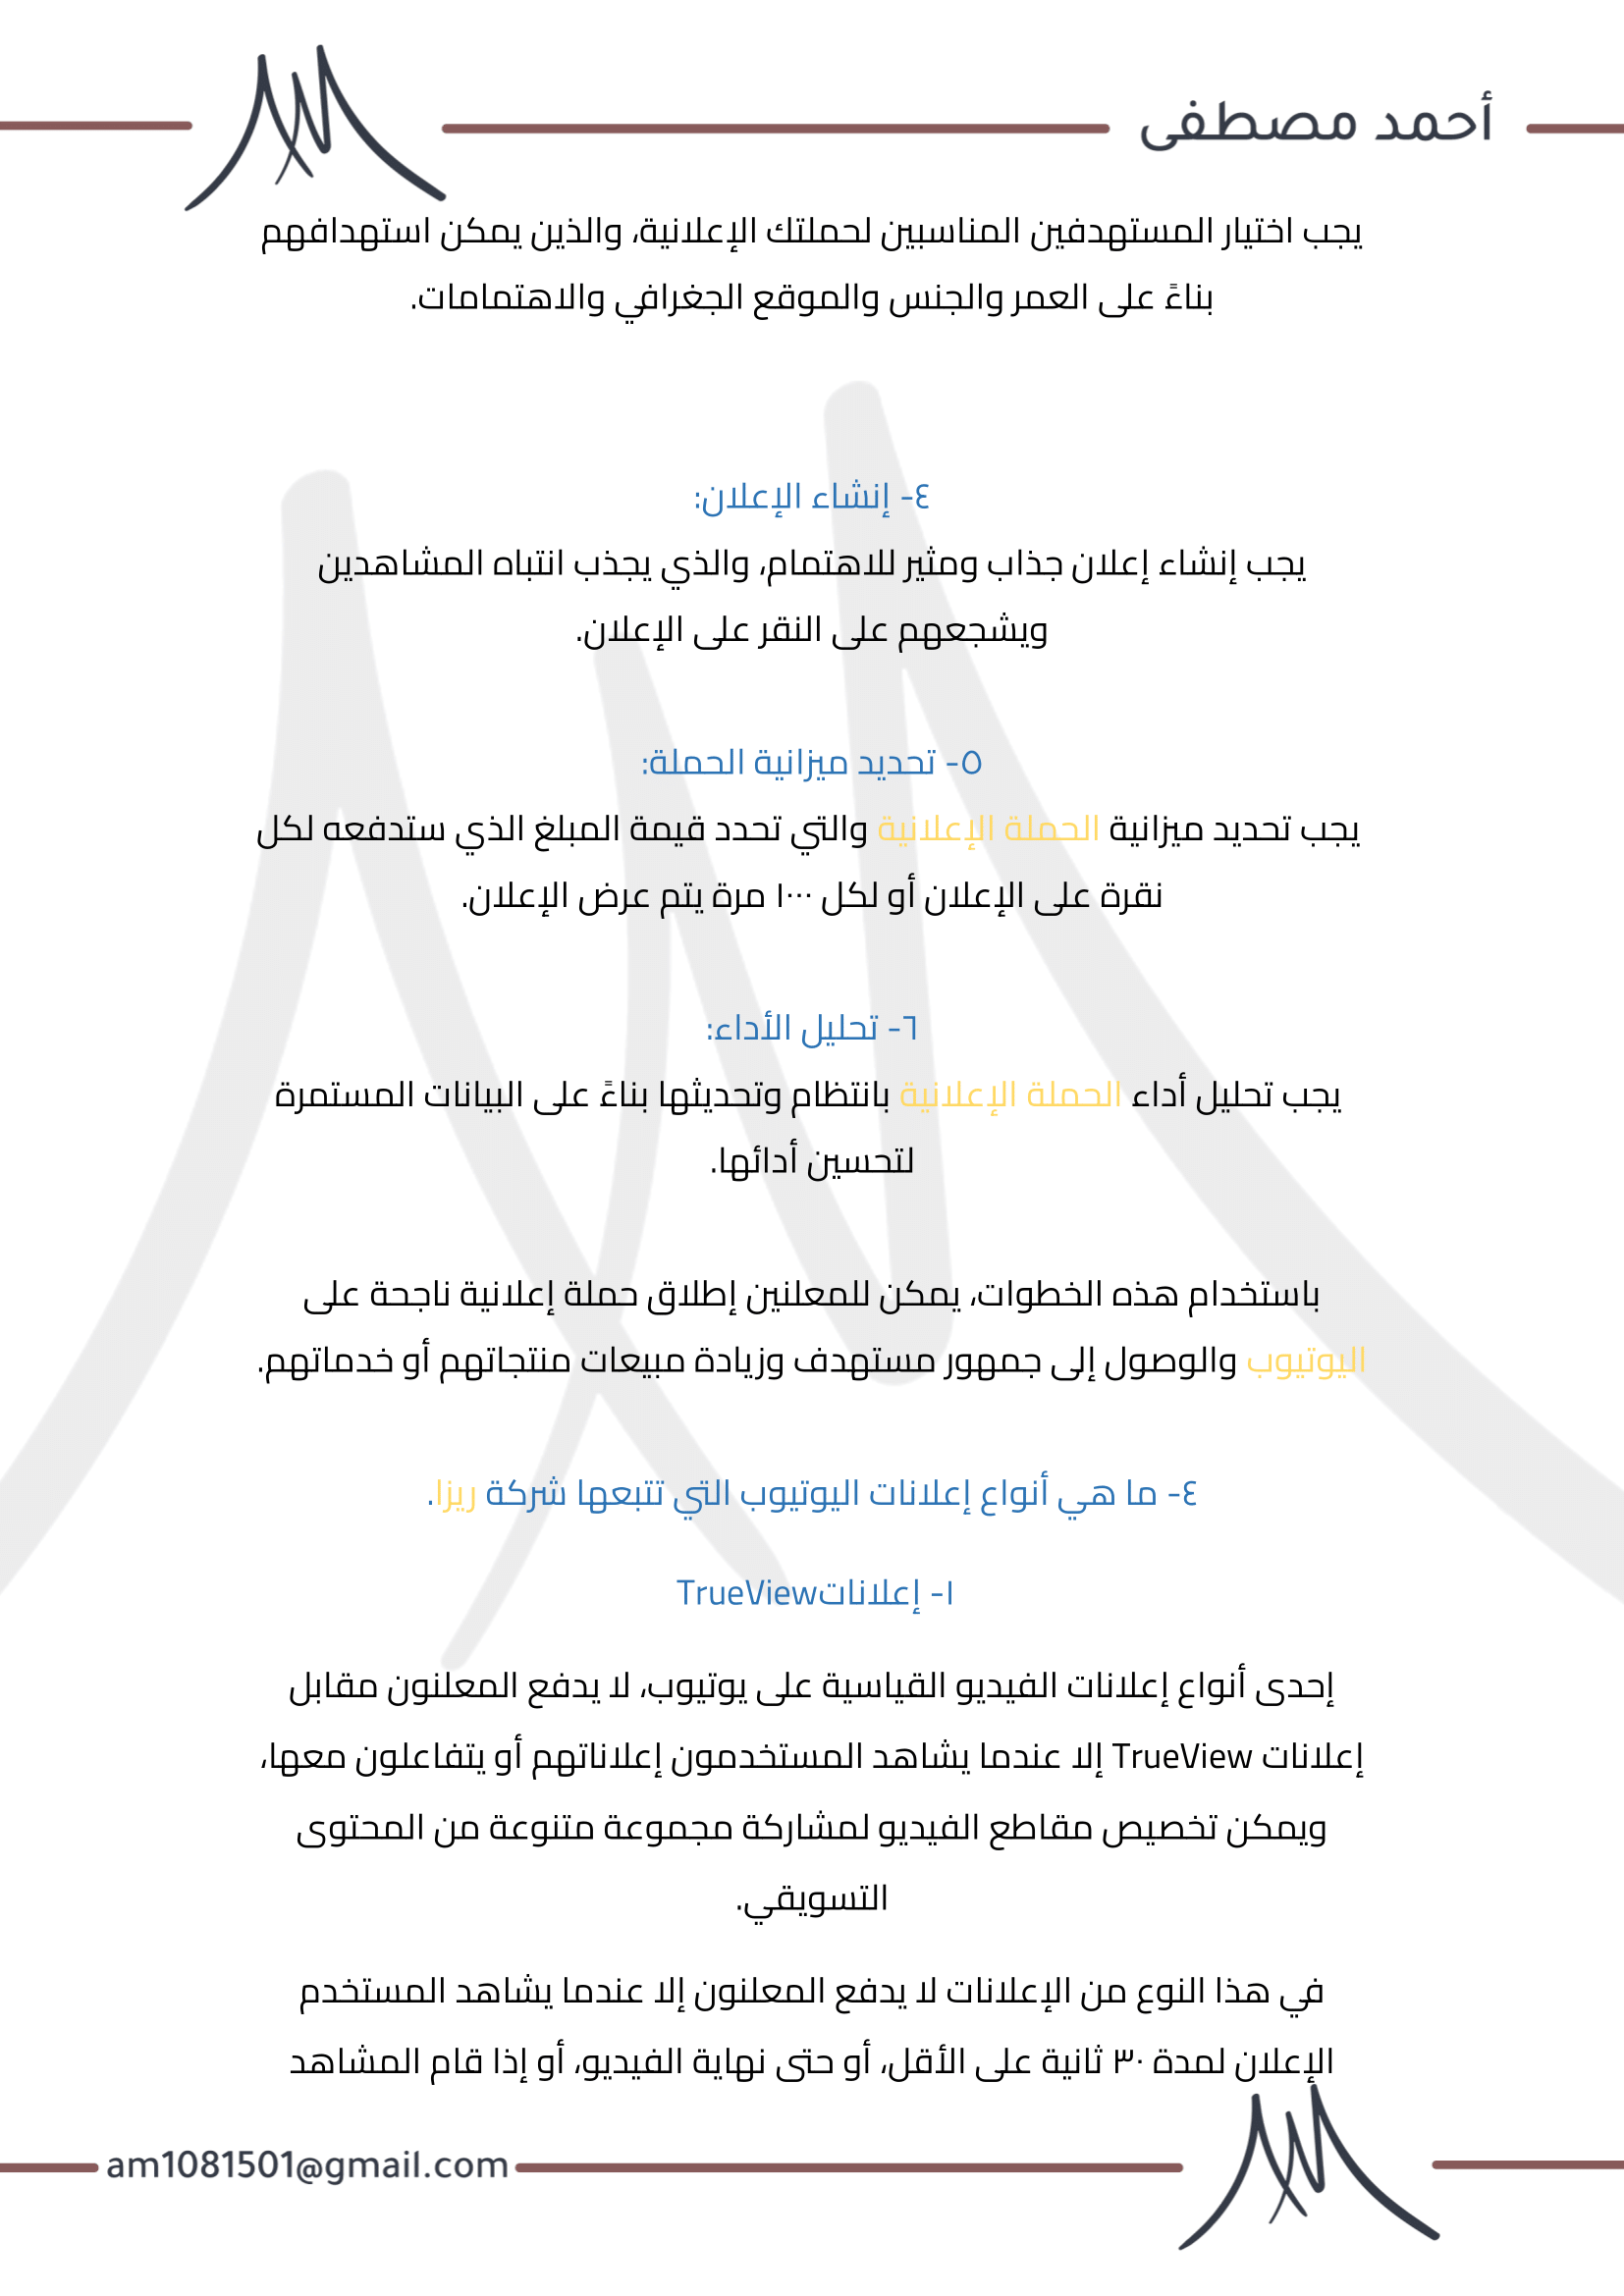 أحمد مصطفى
يجب اختيار المستهدفين المناسبين لحملتك الإعلانية، والذين يمكن استهدافهم
بناءً على العمر والجنس والموقع الجغرافي والاهتمامات.
٤- إنشاء الإعلان:
يجب إنشاء إعلان جذاب ومثير للاهتمام، والذي يجذب انتباه المشاهدين
ويشجعهم على النقر على الإعلان.
٥- تحديد ميزانية الحملة:
يجب تحديد ميزانية الحملة الإعلانية والتي تحدد قيمة المبلغ الذي ستدفعه لكل
نقرة على الإعلان أو لكل ١٠٠٠ مرة يتم عرض الإعلان.
٦- تحليل الأداء:
يجب تحليل أداء الحملة الإعلانية بانتظام وتحديثها بناءً على البيانات المستمرة
لتحسين أدائها.
باستخدام هذه الخطوات، يمكن للمعلنين إطلاق حملة إعلانية ناجحة على
اليوتيوب والوصول إلى جمهور مستهدف وزيادة مبيعات منتجاتهم أو خدماتهم.
٤- ما هي أنواع إعلانات اليوتيوب التي تتبعها شركة ريزا.
١- إعلاناتTrueView
إحدى أنواع إعلانات الفيديو القياسية على يوتيوب، لا يدفع المعلنون مقابل
إعلانات TrueView إلا عندما يشاهد المستخدمون إعلاناتهم أو يتفاعلون معها،
ويمكن تخصيص مقاطع الفيديو لمشاركة مجموعة متنوعة من المحتوى
التسويقي.
في هذا النوع من الإعلانات لا يدفع المعلنون إلا عندما يشاهد المستخدم
الإعلان لمدة ٣٠ ثانية على الأقل، أو حتى نهاية الفيديو، أو إذا قام المشاهد
am1081501@gmail.com